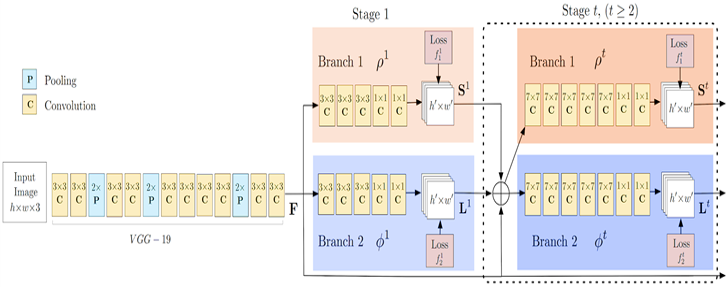 Stage 1
Stage t, (t ≥ 2)
P Pooling
C Convolution
Branch 1 ρ¹
Loss
f₁¹
3×3 3×3 3×3 1×1 1×1
C C C C C
h′×w′
S¹
Branch 1 ρᵗ
Loss
f₁ᵗ
7×7 7×7 7×7 7×7 7×7 1×1 1×1
C C C C C C C
h′×w′
Sᵗ
Input
Image
h×w×3
3×3 3×3 2× 3×3 3×3 2× 3×3 3×3 3×3 3×3 2× 3×3 3×3
C C P C C P C C C C P C C
VGG – 19
F
3×3 3×3 3×3 1×1 1×1
C C C C C
h′×w′
L¹
Branch 2 ϕ¹
Loss
f₂¹
7×7 7×7 7×7 7×7 7×7 1×1 1×1
C C C C C C C
h′×w′
Lᵗ
Branch 2 ϕᵗ
Loss
f₂ᵗ